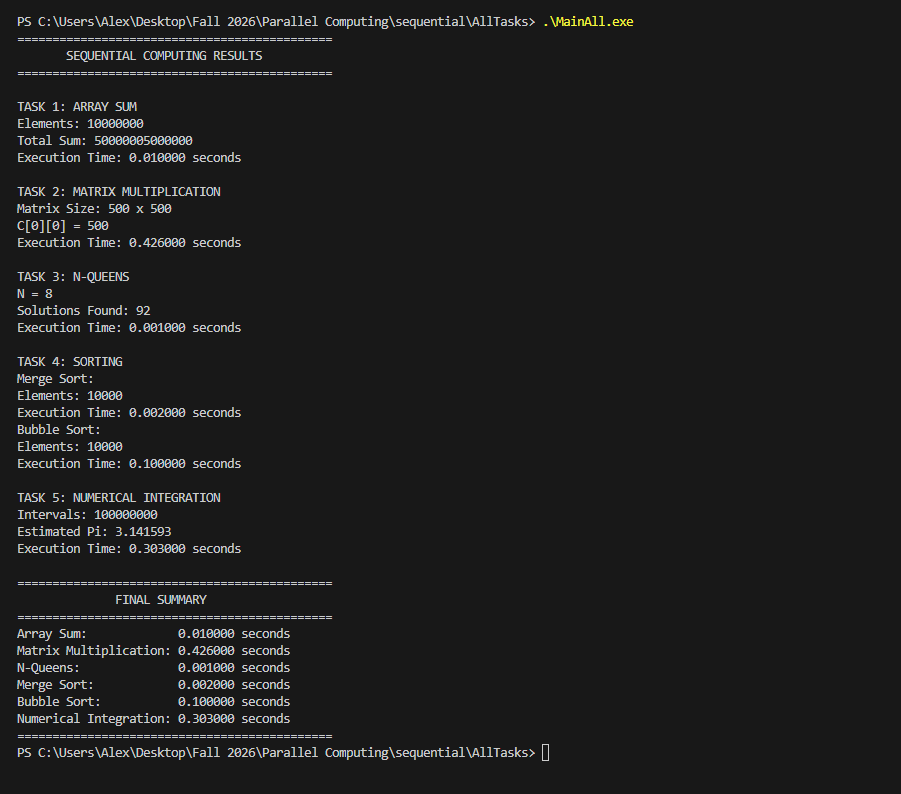 PS C:\Users\Alex\Desktop\Fall 2026\Parallel Computing\sequential\AllTasks> .\MainAll.exe
=============================================
SEQUENTIAL COMPUTING RESULTS
=============================================
TASK 1: ARRAY SUM
Elements: 10000000
Total Sum: 50000005000000
Execution Time: 0.010000 seconds
TASK 2: MATRIX MULTIPLICATION
Matrix Size: 500 x 500
C[0][0] = 500
Execution Time: 0.426000 seconds
TASK 3: N-QUEENS
N = 8
Solutions Found: 92
Execution Time: 0.001000 seconds
TASK 4: SORTING
Merge Sort:
Elements: 10000
Execution Time: 0.002000 seconds
Bubble Sort:
Elements: 10000
Execution Time: 0.100000 seconds
TASK 5: NUMERICAL INTEGRATION
Intervals: 100000000
Estimated Pi: 3.141593
Execution Time: 0.303000 seconds
=============================================
FINAL SUMMARY
=============================================
Array Sum: 0.010000 seconds
Matrix Multiplication: 0.426000 seconds
N-Queens: 0.001000 seconds
Merge Sort: 0.002000 seconds
Bubble Sort: 0.100000 seconds
Numerical Integration: 0.303000 seconds
=============================================
PS C:\Users\Alex\Desktop\Fall 2026\Parallel Computing\sequential\AllTasks>